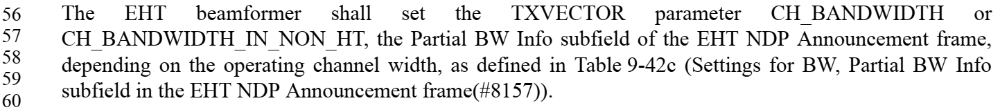 56 The EHT beamformer shall set the TXVECTOR parameter CH_BANDWIDTH or
57 CH_BANDWIDTH_IN_NON_HT, the Partial BW Info subfield of the EHT NDP Announcement frame,
58 depending on the operating channel width, as defined in Table 9-42c (Settings for BW, Partial BW Info
59 subfield in the EHT NDP Announcement frame(#8157)).
60